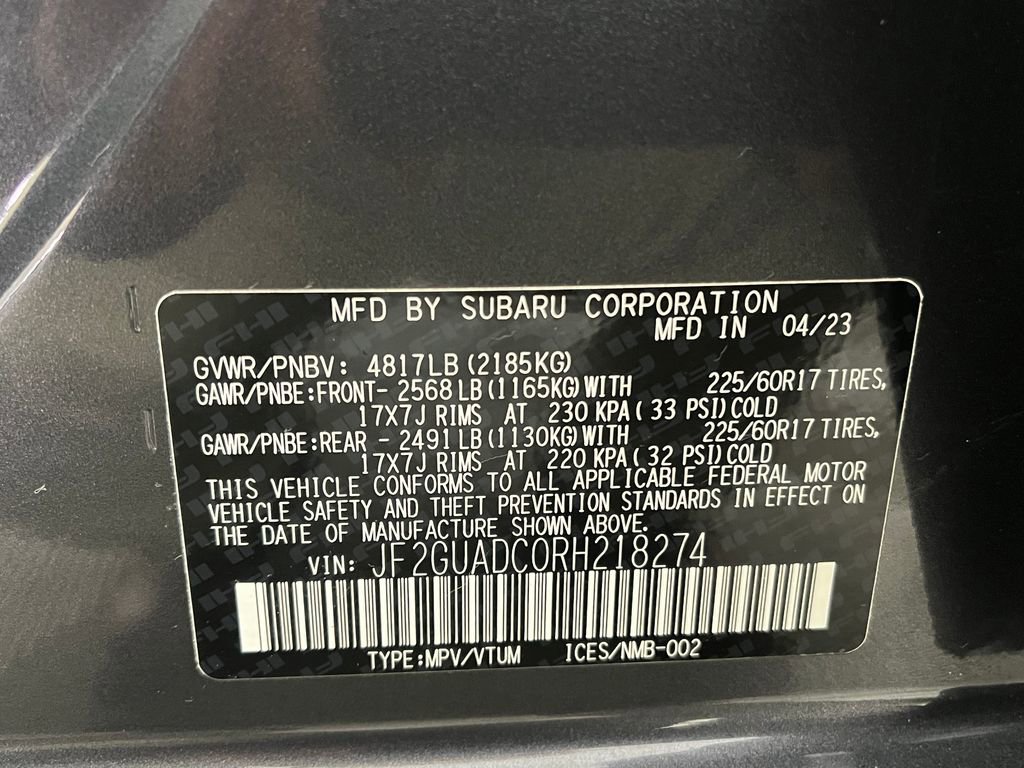 MFD BY SUBARU CORPORATION
MFD IN 04/23
GVWR/PNBV: 4817LB (2185KG)
GAWR/PNBE:FRONT- 2568 LB (1165KG) WITH 225/60R17 TIRES,
17X7J RIMS AT 230 KPA ( 33 PSI) COLD
GAWR/PNBE:REAR - 2491 LB (1130KG) WITH 225/60R17 TIRES,
17X7J RIMS AT 220 KPA ( 32 PSI) COLD
THIS VEHICLE CONFORMS TO ALL APPLICABLE FEDERAL MOTOR
VEHICLE SAFETY AND THEFT PREVENTION STANDARDS IN EFFECT ON
THE DATE OF MANUFACTURE SHOWN ABOVE.
VIN: JF2GUADC0RH218274
TYPE:MPV/VTUM ICES/NMB-002